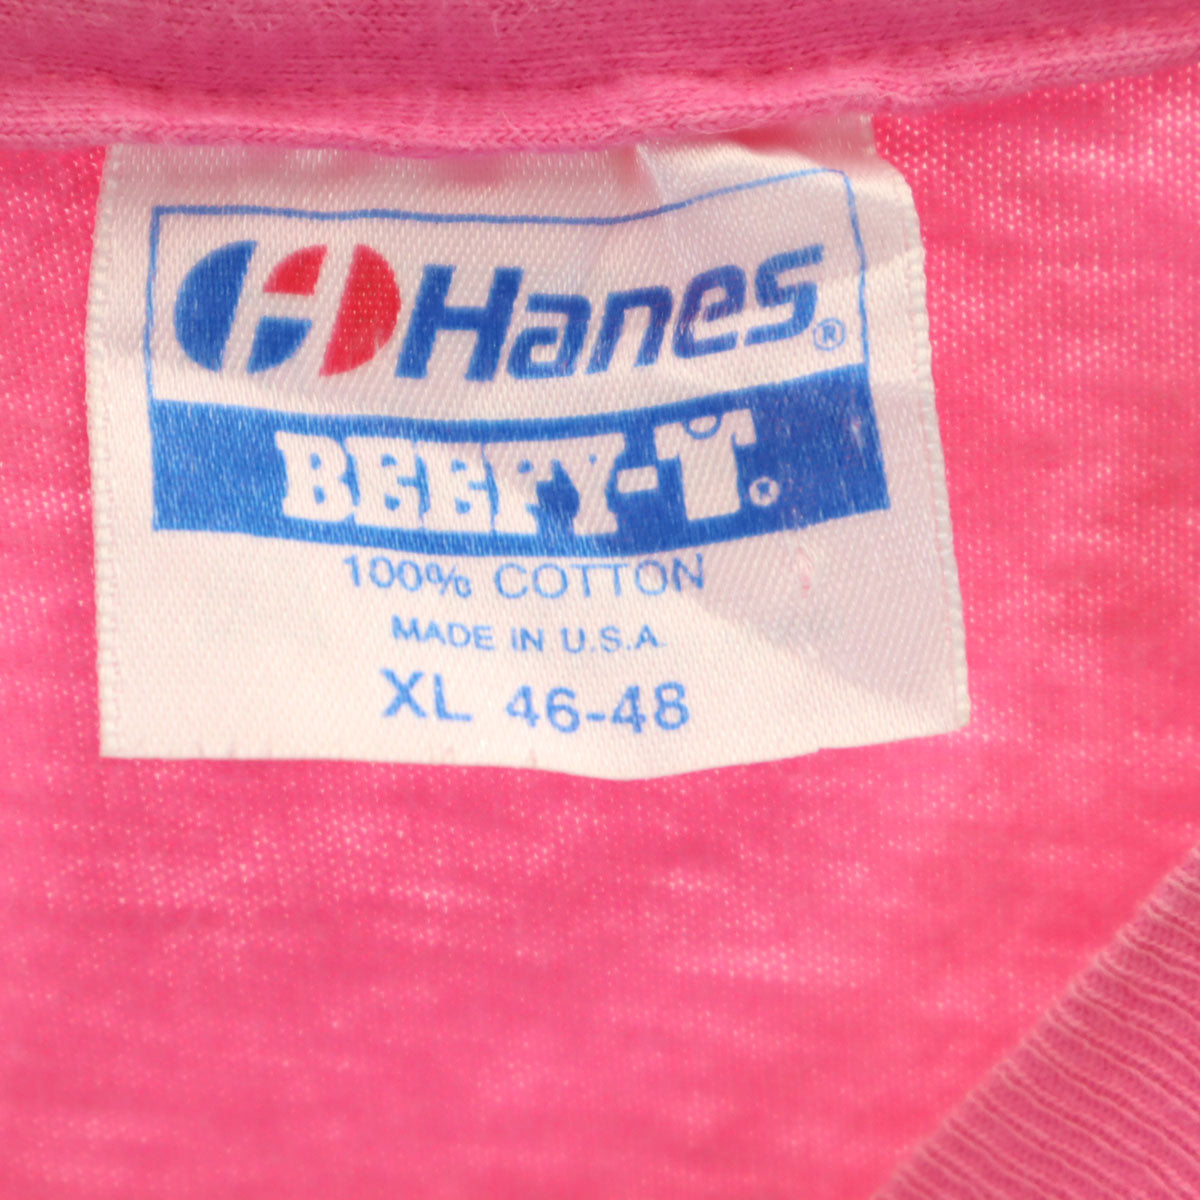 Hanes®
BEEFY-T®
100% COTTON
MADE IN U.S.A.
XL 46-48